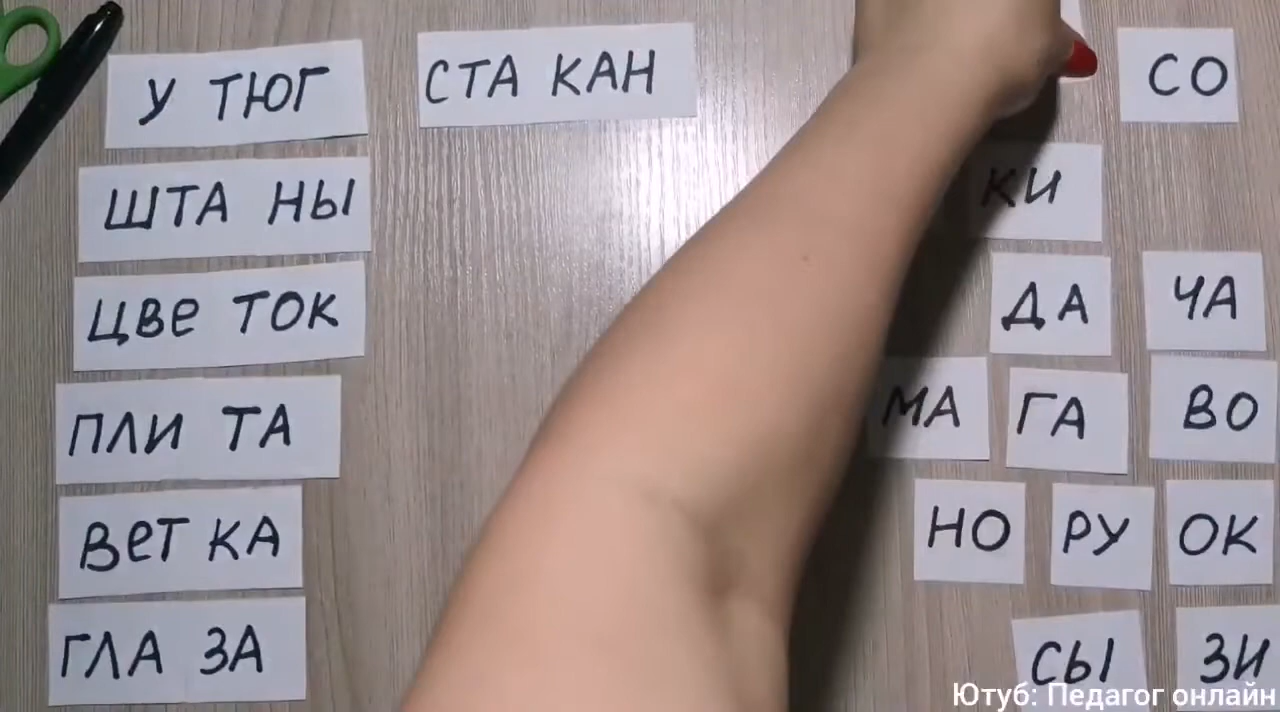 У ТЮГ
СТА КАН
СО
ШТА НЫ
КИ
ЦВЕ ТОК
ДА
ЧА
ПЛИ ТА
МА
ГА
ВО
ВЕТ КА
НО
РУ
ОК
ГЛА ЗА
СЫ
ЗИ
Ютуб: Педагог онлайн